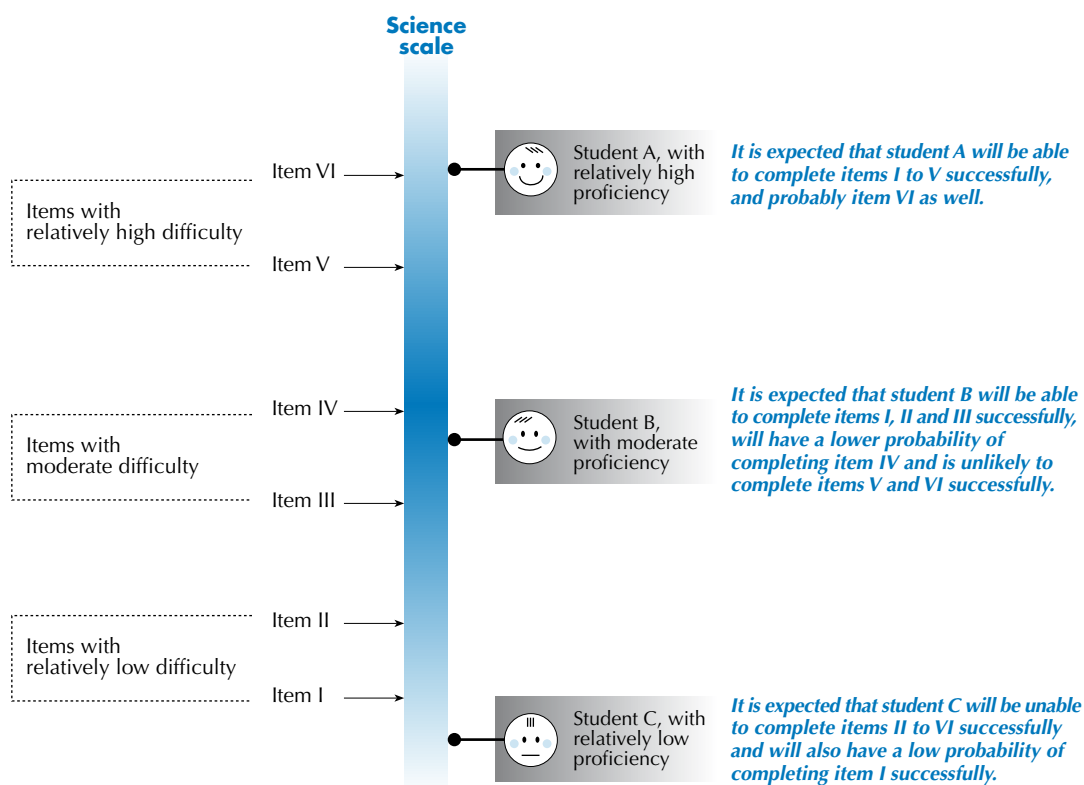 Science
scale
Item VI
Student A, with
relatively high
proficiency
It is expected that student A will be able
to complete items I to V successfully,
and probably item VI as well.
Items with
relatively high difficulty
Item V
Item IV
Student B,
with moderate
proficiency
It is expected that student B will be able
to complete items I, II and III successfully,
will have a lower probability of
completing item IV and is unlikely to
complete items V and VI successfully.
Items with
moderate difficulty
Item III
Item II
Items with
relatively low difficulty
Item I
Student C, with
relatively low
proficiency
It is expected that student C will be unable
to complete items II to VI successfully
and will also have a low probability of
completing item I successfully.